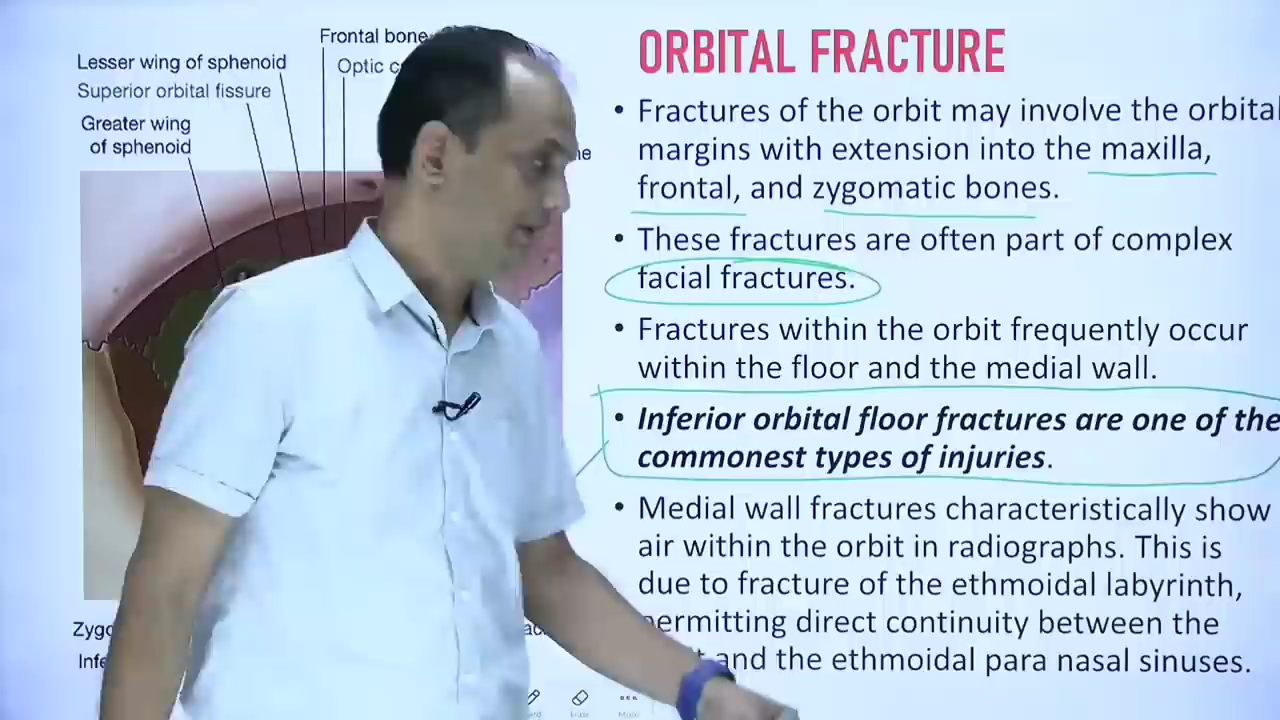 Frontal bone
Lesser wing of sphenoid
Optic
Superior orbital fissure
Greater wing
of sphenoid
ORBITAL FRACTURE
• Fractures of the orbit may involve the orbital
margins with extension into the maxilla,
frontal, and zygomatic bones.
• These fractures are often part of complex
facial fractures.
• Fractures within the orbit frequently occur
within the floor and the medial wall.
• Inferior orbital floor fractures are one of the
commonest types of injuries.
• Medial wall fractures characteristically show
air within the orbit in radiographs. This is
due to fracture of the ethmoidal labyrinth,
permitting direct continuity between the
and the ethmoidal para nasal sinuses.